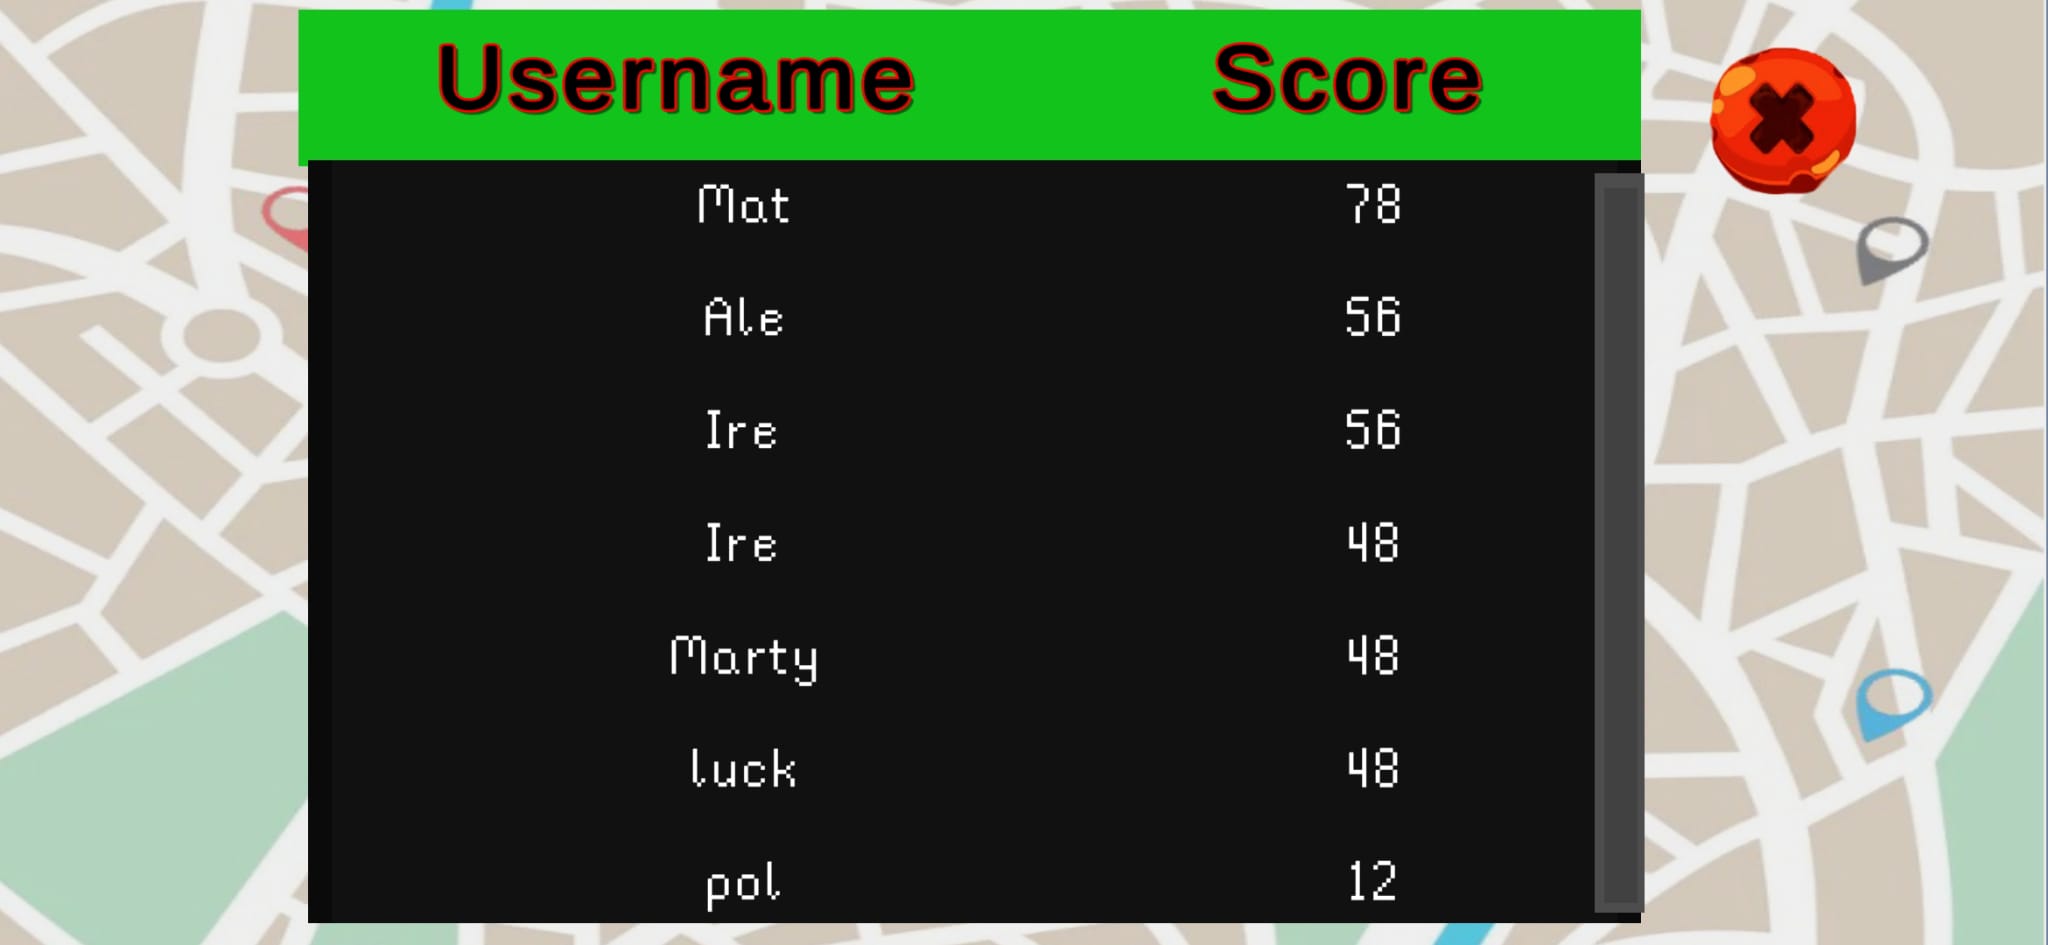 Username Score
Mat 78
Ale 56
Ire 56
Ire 48
Marty 48
luck 48
pol 12